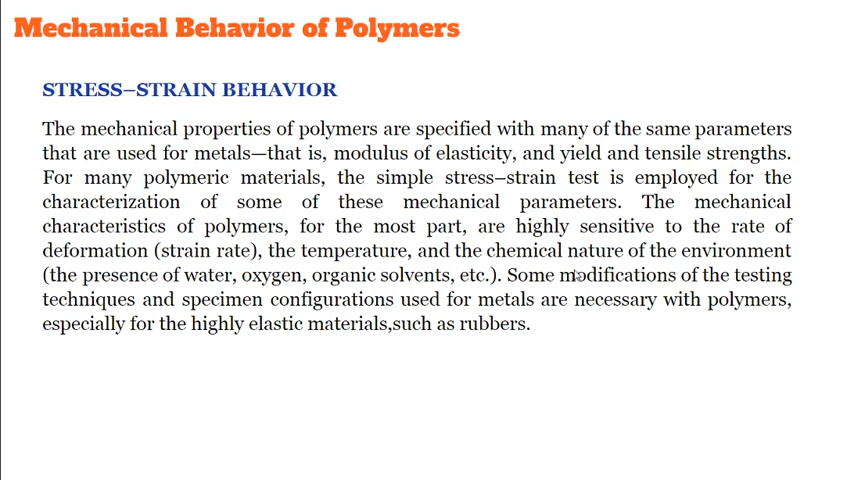 Mechanical Behavior of Polymers
STRESS–STRAIN BEHAVIOR
The mechanical properties of polymers are specified with many of the same parameters
that are used for metals—that is, modulus of elasticity, and yield and tensile strengths.
For many polymeric materials, the simple stress–strain test is employed for the
characterization of some of these mechanical parameters. The mechanical
characteristics of polymers, for the most part, are highly sensitive to the rate of
deformation (strain rate), the temperature, and the chemical nature of the environment
(the presence of water, oxygen, organic solvents, etc.). Some modifications of the testing
techniques and specimen configurations used for metals are necessary with polymers,
especially for the highly elastic materials,such as rubbers.